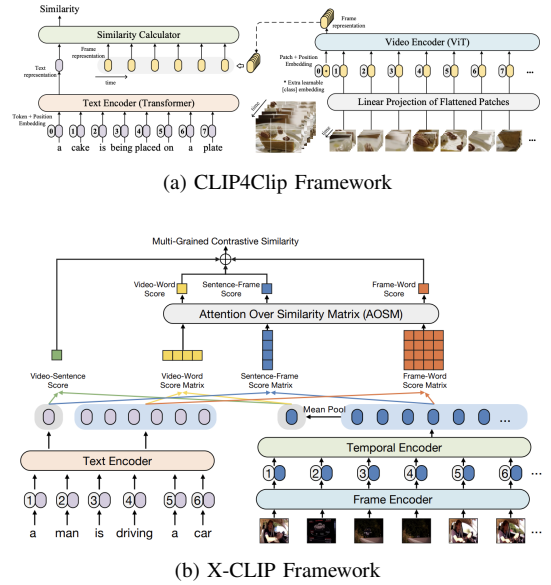 Similarity
Similarity Calculator
Frame representation
Frame representation
Text representation
time
Text Encoder (Transformer)
Token + Position Embedding
0 1 2 3 4 5 6 7
a cake is being placed on a plate
Video Encoder (ViT)
Patch + Position Embedding
0 * 1 2 3 4 5 6 7 ...
* Extra learnable [class] embedding
Linear Projection of Flattened Patches
time
time
...
(a) CLIP4Clip Framework
Multi-Grained Contrastive Similarity
Video-Word Score
Sentence-Frame Score
Frame-Word Score
Attention Over Similarity Matrix (AOSM)
Video-Sentence Score
Video-Word Score Matrix
Sentence-Frame Score Matrix
Frame-Word Score Matrix
Mean Pool
...
Text Encoder
Temporal Encoder
1 2 3 4 5 6
1 2 3 4 5 6 ...
Frame Encoder
a man is driving a car
...
(b) X-CLIP Framework